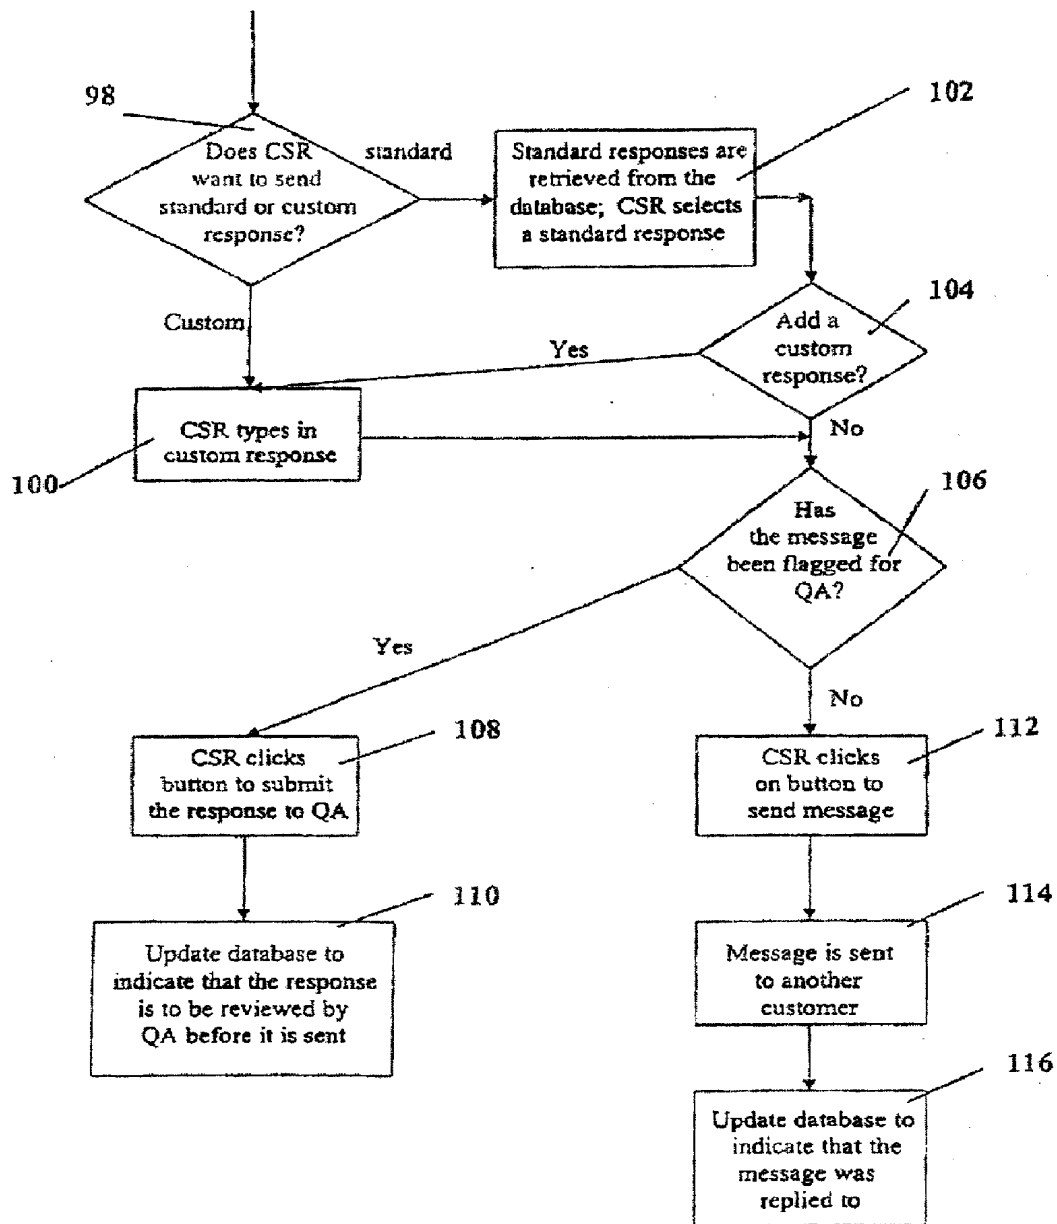 98
Does CSR
want to send
standard or custom
response?
standard
102
Standard responses are
retrieved from the
database; CSR selects
a standard response
Custom
104
Add a
custom
response?
Yes
No
100
CSR types in
custom response
106
Has
the message
been flagged for
QA?
Yes
No
108
CSR clicks
button to submit
the response to QA
112
CSR clicks
on button to
send message
110
Update database to
indicate that the response
is to be reviewed by
QA before it is sent
114
Message is sent
to another
customer
116
Update database to
indicate that the
message was
replied to